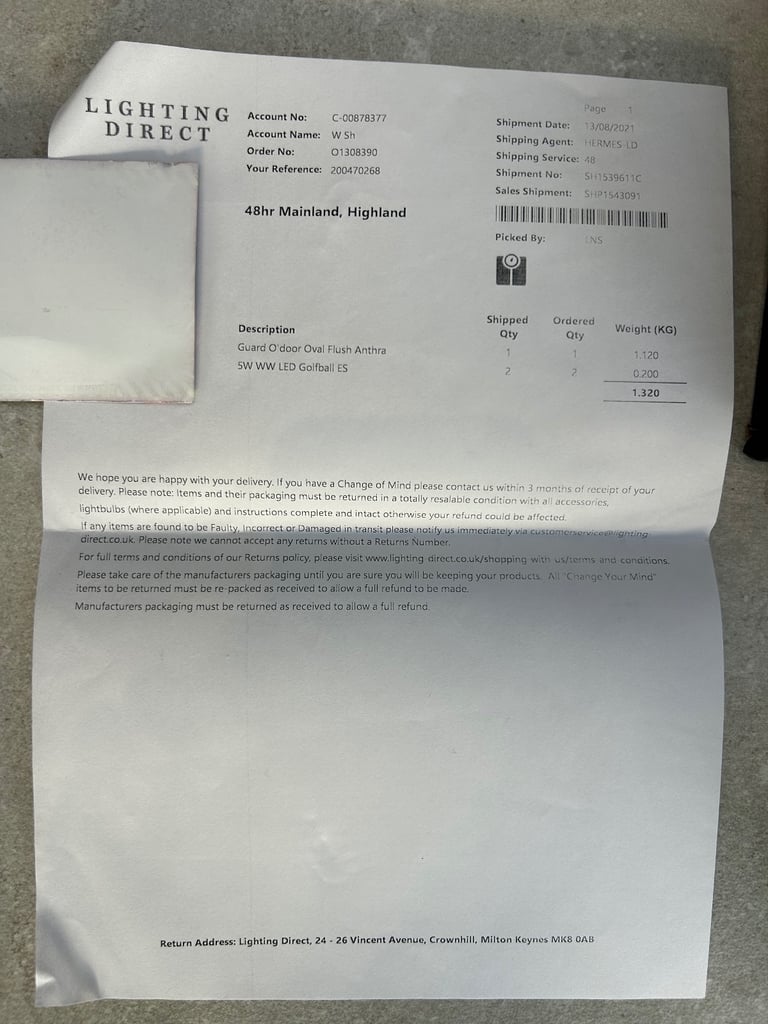 LIGHTING
DIRECT
Account No: C-00878377
Account Name: W Sh
Order No: O1308390
Your Reference: 200470268
48hr Mainland, Highland
Page 1
Shipment Date: 13/08/2021
Shipping Agent: HERMES-LD
Shipping Service: 48
Shipment No: SH1539611C
Sales Shipment: SHP1543091
Picked By: LNS
Description Shipped Qty Ordered Qty Weight (KG)
Guard O'door Oval Flush Anthra 1 1 1.120
5W WW LED Golfball ES 2 2 0.200
1.320
We hope you are happy with your delivery. If you have a Change of Mind please contact us within 3 months of receipt of your
delivery. Please note: Items and their packaging must be returned in a totally resalable condition with all accessories,
lightbulbs (where applicable) and instructions complete and intact otherwise your refund could be affected.
If any items are found to be Faulty, Incorrect or Damaged in transit please notify us immediately via customerservice@lighting-
direct.co.uk. Please note we cannot accept any returns without a Returns Number.
For full terms and conditions of our Returns policy, please visit www.lighting-direct.co.uk/shopping-with-us/terms-and-conditions.
Please take care of the manufacturers packaging until you are sure you will be keeping your products. All "Change Your Mind"
items to be returned must be re-packed as received to allow a full refund to be made.
Manufacturers packaging must be returned as received to allow a full refund.
Return Address: Lighting Direct, 24 - 26 Vincent Avenue, Crownhill, Milton Keynes MK8 0AB